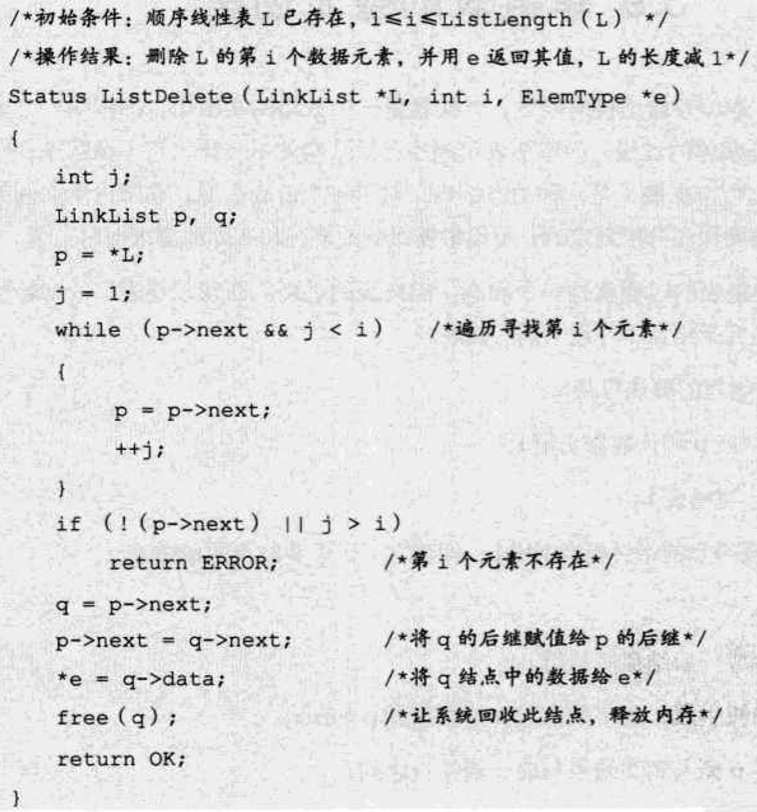 /*初始条件：顺序线性表 L 已存在，1≤i≤ListLength（L） */
/*操作结果：删除 L 的第 i 个数据元素，并用 e 返回其值，L 的长度减 1*/
Status ListDelete（LinkList *L, int i, ElemType *e）
{
    int j;
    LinkList p, q;
    p = *L;
    j = 1;
    while (p->next && j < i)    /*遍历寻找第 i 个元素*/
    {
        p = p->next;
        ++j;
    }
    if (!(p->next) || j > i)
        return ERROR;    /*第 i 个元素不存在*/
    q = p->next;
    p->next = q->next;    /*将 q 的后继赋值给 p 的后继*/
    *e = q->data;    /*将 q 结点中的数据给 e*/
    free（q）;    /*让系统回收此结点，释放内存*/
    return OK;
}